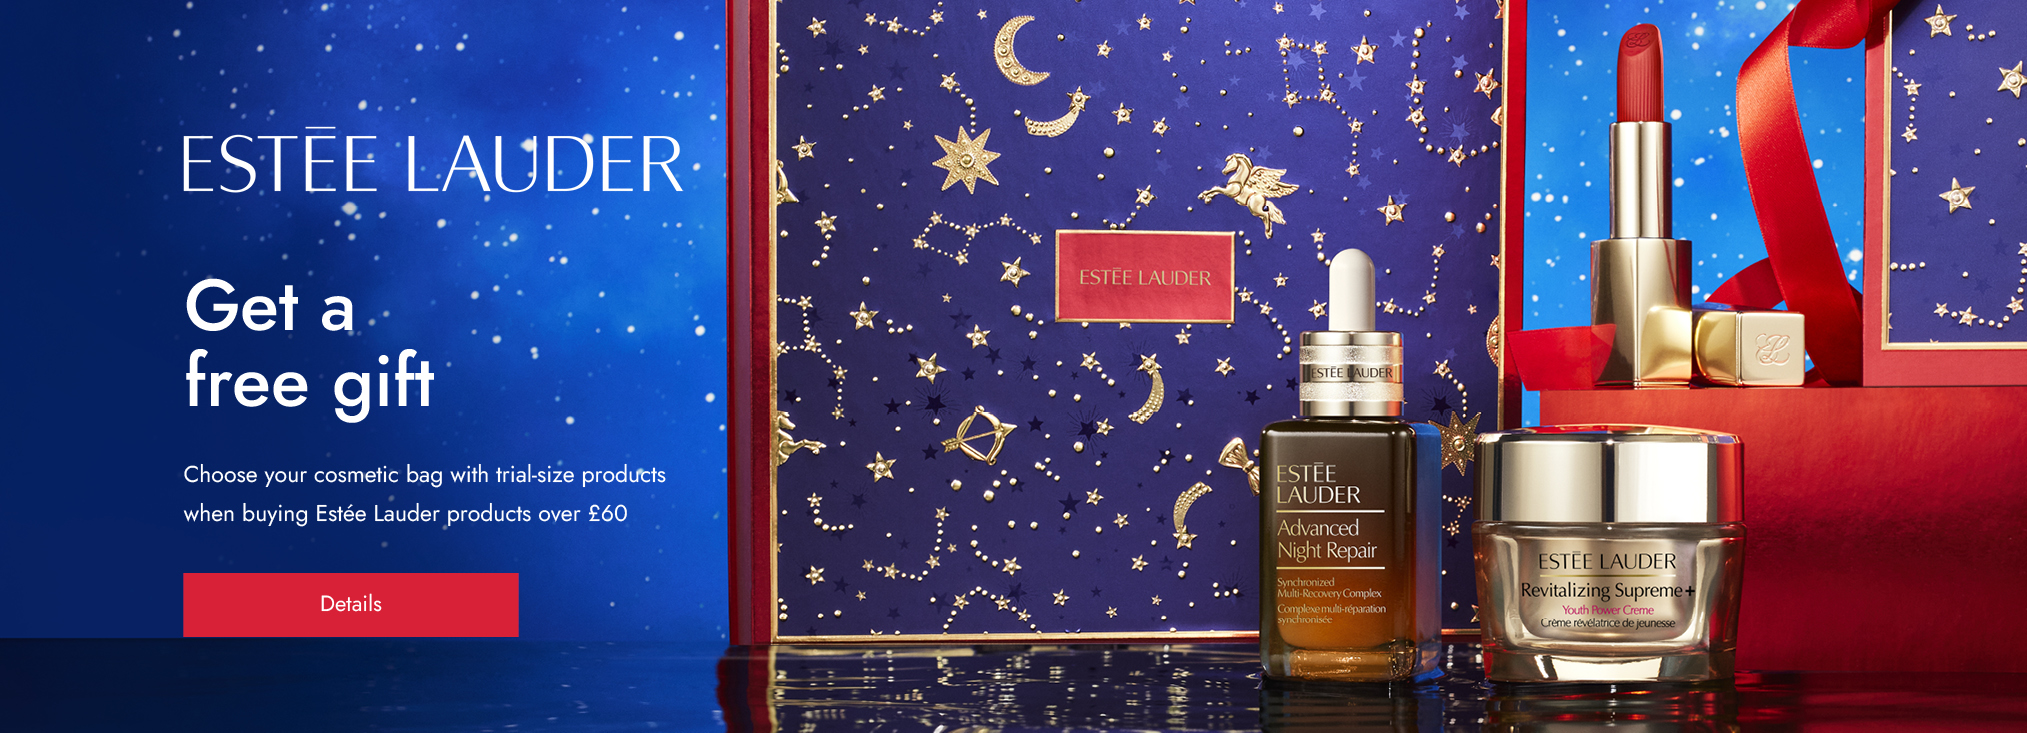 ESTĒE LAUDER
Get a
free gift
Choose your cosmetic bag with trial-size products
when buying Estée Lauder products over £60
Details
ESTĒE LAUDER
ESTĒE LAUDER
ESTĒE
LAUDER
Advanced
Night Repair
Synchronized
Multi-Recovery Complex
Complexe multi-réparation
synchronisée
ESTĒE LAUDER
Revitalizing Supreme+
Youth Power Creme
Crème révélatrice de jeunesse